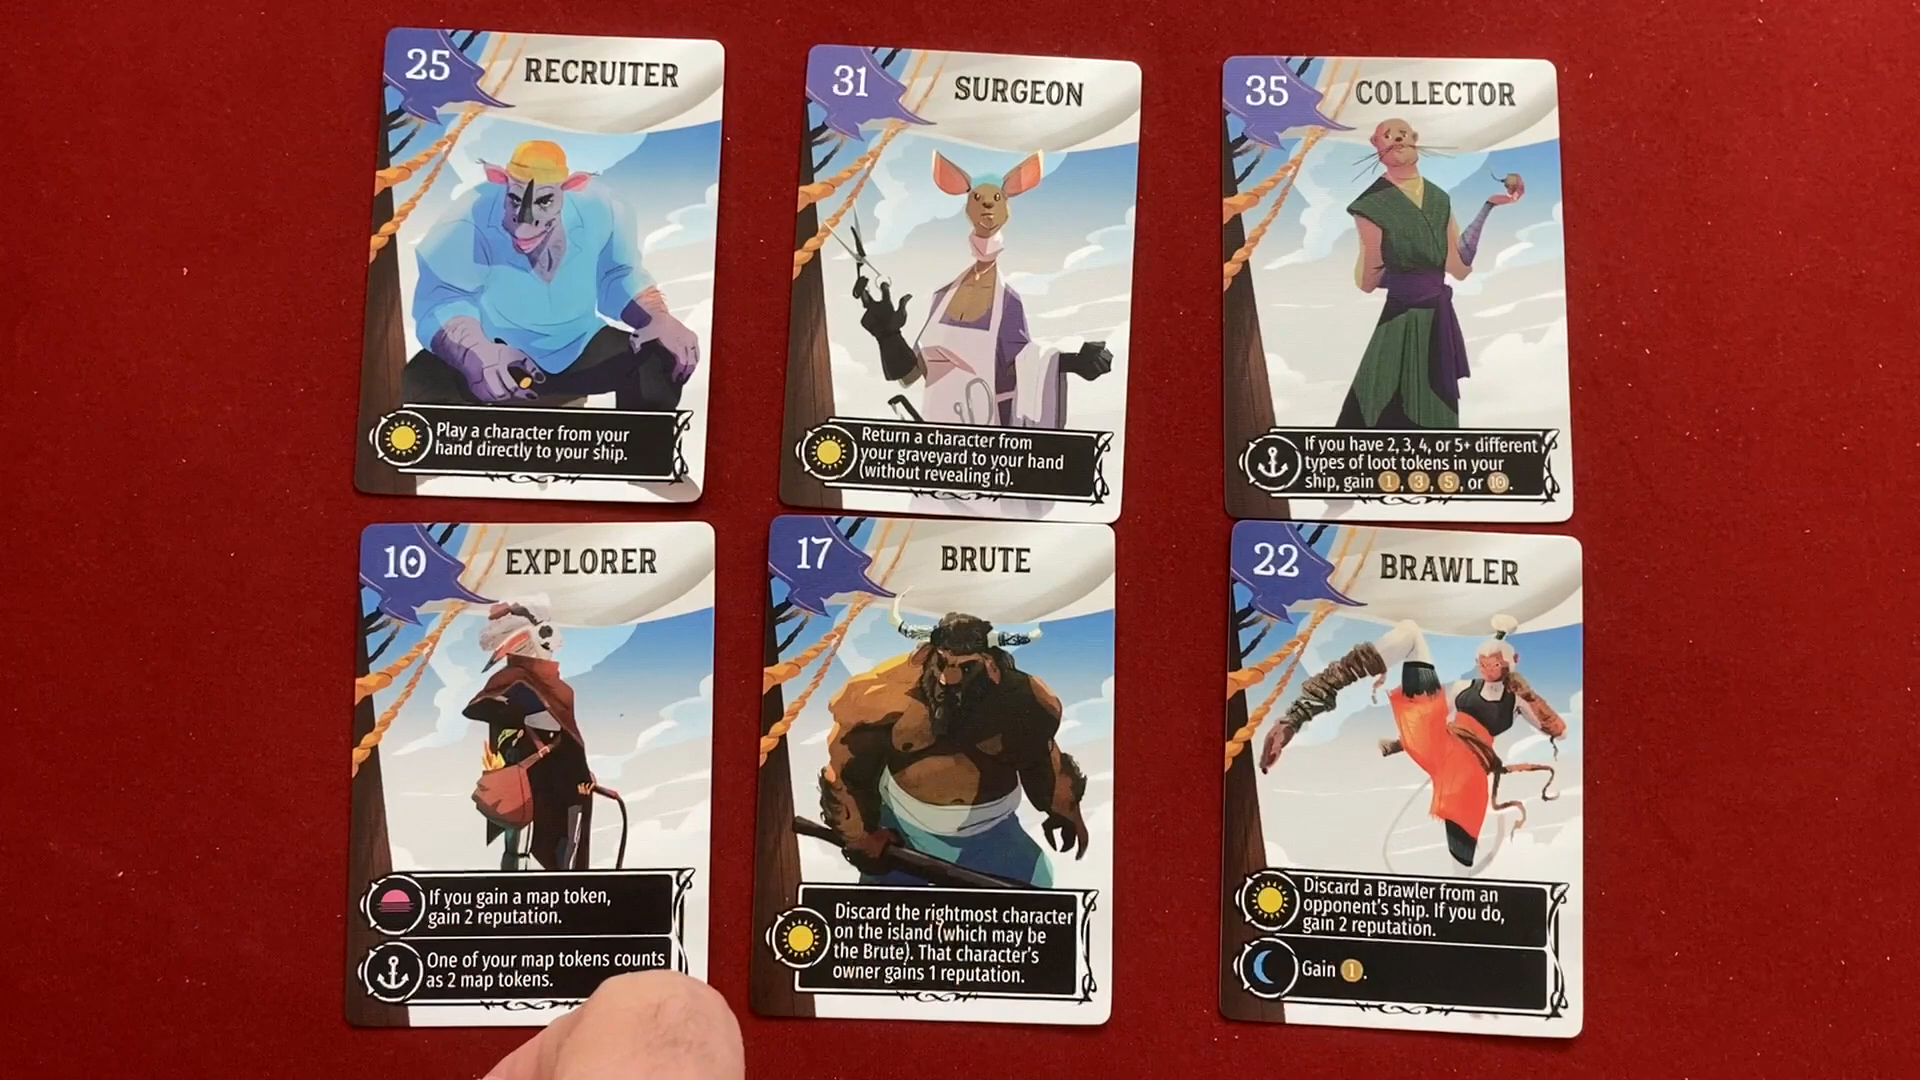 25
RECRUITER
Play a character from your
hand directly to your ship.
31
SURGEON
Return a character from
your graveyard to your hand
(without revealing it).
35
COLLECTOR
If you have 2, 3, 4, or 5+ different
types of loot tokens in your
ship, gain 1, 3, 5, or 10.
10
EXPLORER
If you gain a map token,
gain 2 reputation.
One of your map tokens counts
as 2 map tokens.
17
BRUTE
Discard the rightmost character
on the island (which may be
the Brute). That character's
owner gains 1 reputation.
22
BRAWLER
Discard a Brawler from an
opponent's ship. If you do,
gain 2 reputation.
Gain 1.